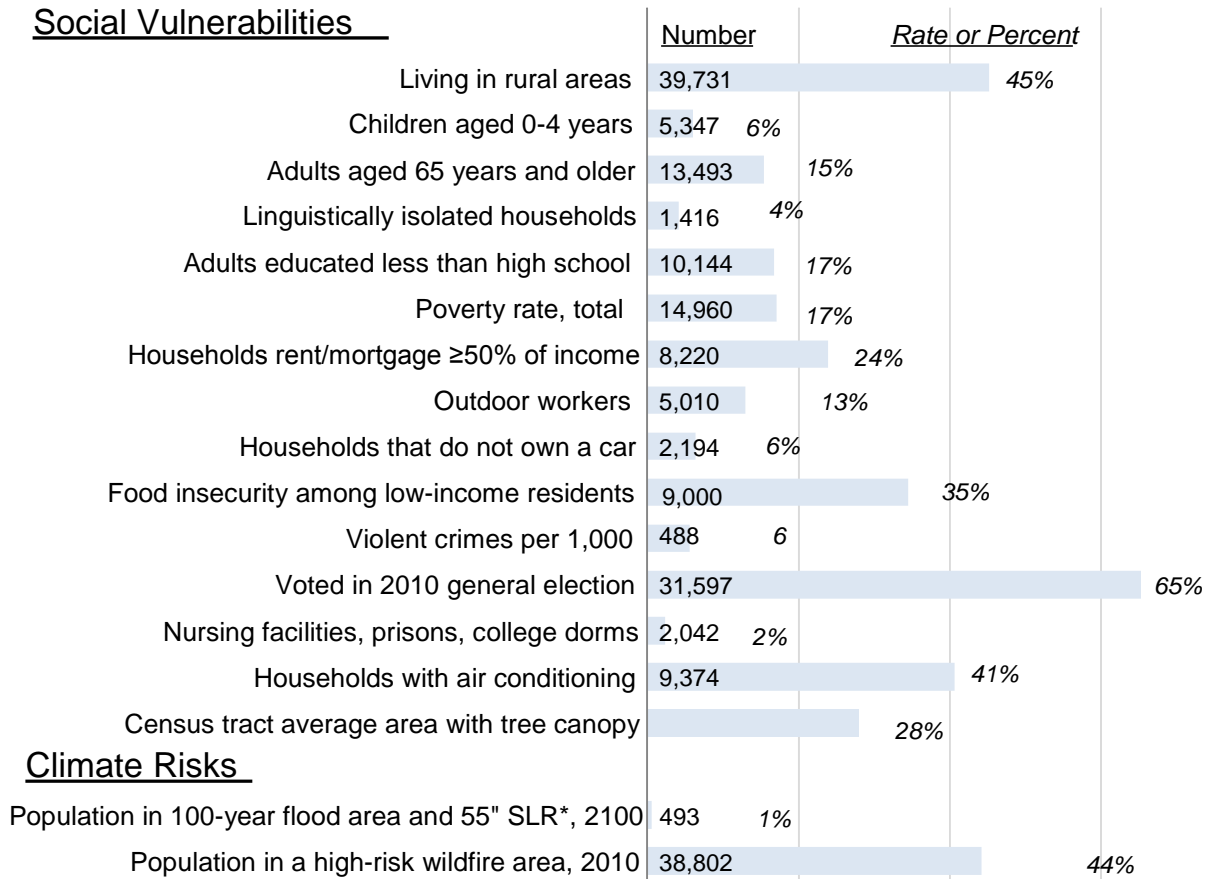 Social Vulnerabilities Number Rate or Percent
Living in rural areas 39,731 45%
Children aged 0-4 years 5,347 6%
Adults aged 65 years and older 13,493 15%
Linguistically isolated households 1,416 4%
Adults educated less than high school 10,144 17%
Poverty rate, total 14,960 17%
Households rent/mortgage ≥50% of income 8,220 24%
Outdoor workers 5,010 13%
Households that do not own a car 2,194 6%
Food insecurity among low-income residents 9,000 35%
Violent crimes per 1,000 488 6
Voted in 2010 general election 31,597 65%
Nursing facilities, prisons, college dorms 2,042 2%
Households with air conditioning 9,374 41%
Census tract average area with tree canopy 28%
Climate Risks
Population in 100-year flood area and 55" SLR*, 2100 493 1%
Population in a high-risk wildfire area, 2010 38,802 44%